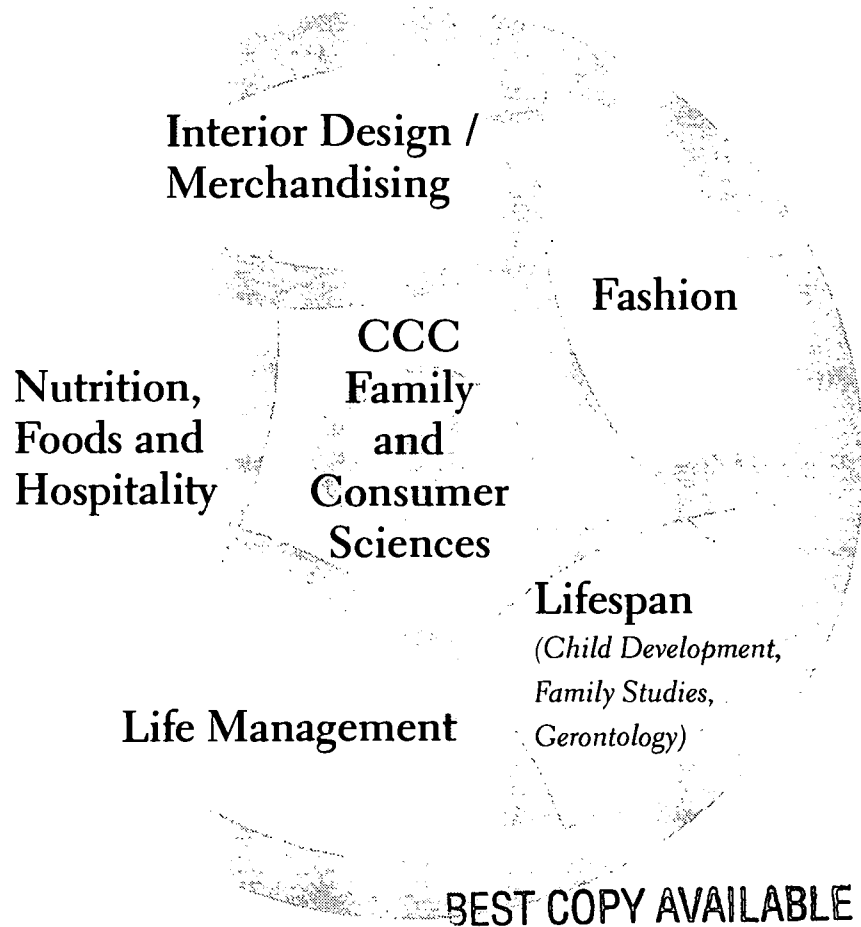 Interior Design /
Merchandising
Fashion
CCC
Family
and
Consumer
Sciences
Nutrition,
Foods and
Hospitality
Lifespan
(Child Development,
Family Studies,
Gerontology)
Life Management
BEST COPY AVAILABLE